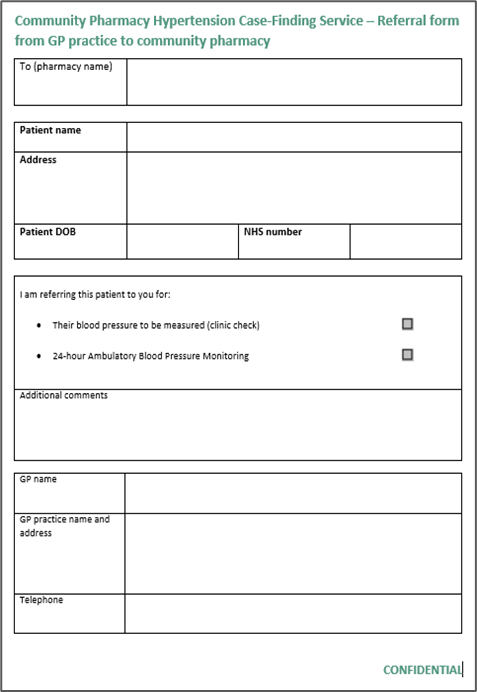 Community Pharmacy Hypertension Case-Finding Service – Referral form
from GP practice to community pharmacy
To (pharmacy name)
Patient name
Address
Patient DOB
NHS number
I am referring this patient to you for:
• Their blood pressure to be measured (clinic check)
• 24-hour Ambulatory Blood Pressure Monitoring
Additional comments
GP name
GP practice name and
address
Telephone
CONFIDENTIAL